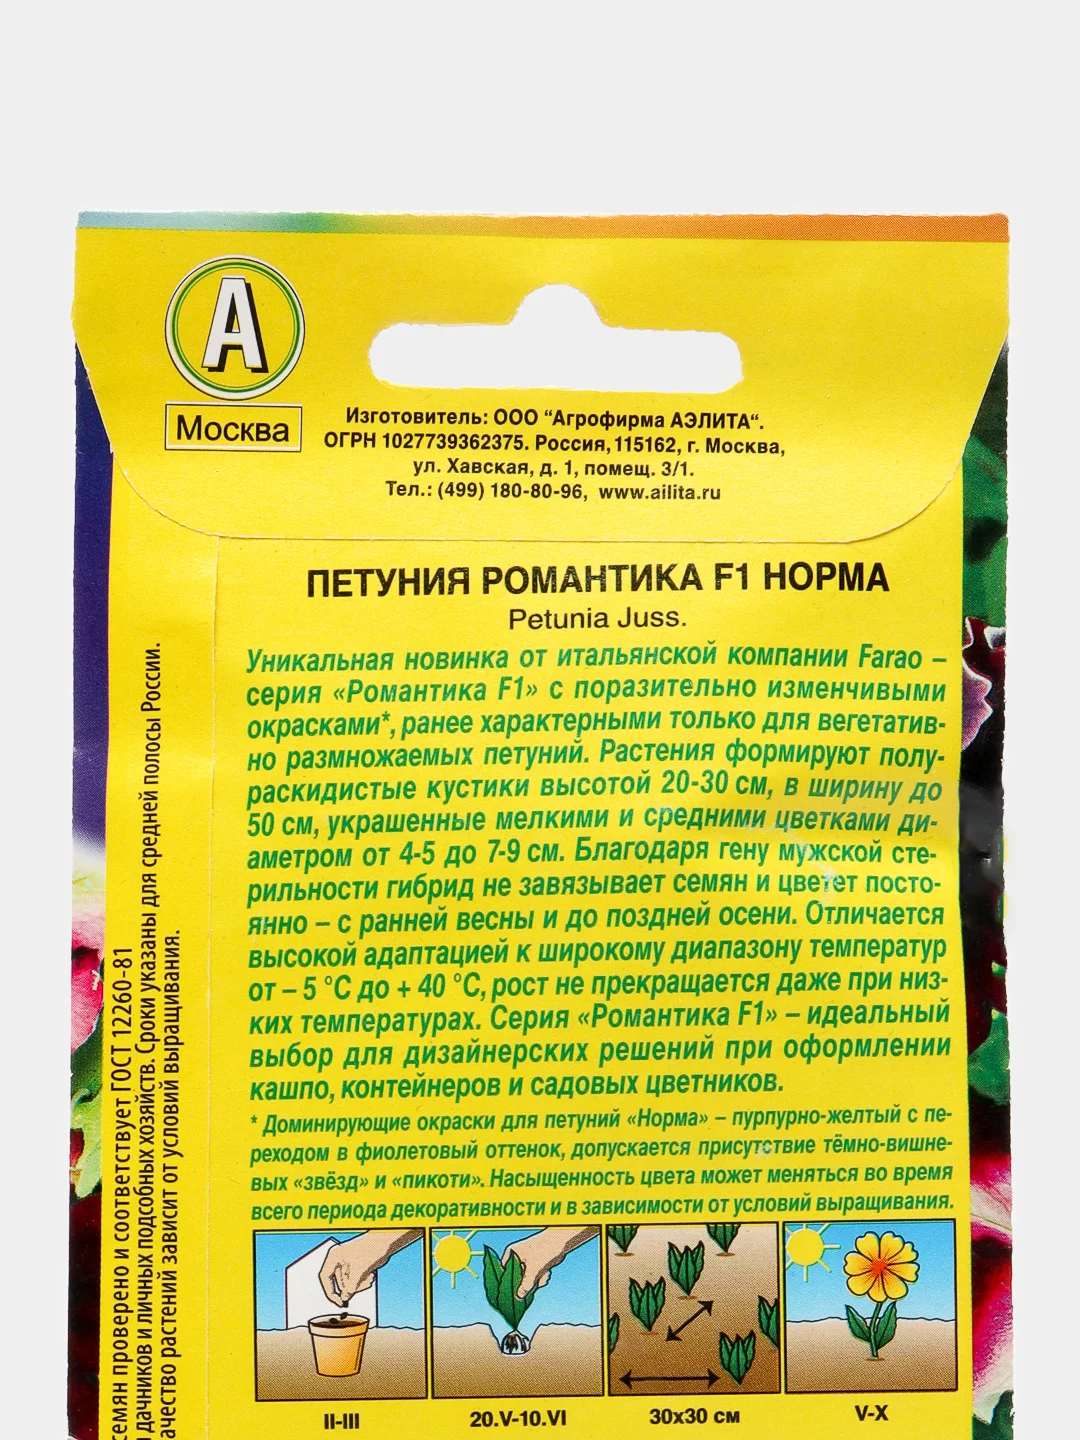 А
Москва
Изготовитель: ООО “Агрофирма АЭЛИТА“.
ОГРН 1027739362375. Россия, 115162, г. Москва,
ул. Хавская, д. 1, помещ. 3/1.
Тел.: (499) 180-80-96, www.ailita.ru
ПЕТУНИЯ РОМАНТИКА F1 НОРМА
Petunia Juss.
Уникальная новинка от итальянской компании Farao –
серия «Романтика F1» с поразительно изменчивыми
окрасками*, ранее характерными только для вегетатив-
но размножаемых петуний. Растения формируют полу-
раскидистые кустики высотой 20-30 см, в ширину до
50 см, украшенные мелкими и средними цветками ди-
аметром от 4-5 до 7-9 см. Благодаря гену мужской сте-
рильности гибрид не завязывает семян и цветет посто-
янно – с ранней весны и до поздней осени. Отличается
высокой адаптацией к широкому диапазону температур
от – 5 °С до + 40 °С, рост не прекращается даже при низ-
ких температурах. Серия «Романтика F1» – идеальный
выбор для дизайнерских решений при оформлении
кашпо, контейнеров и садовых цветников.
* Доминирующие окраски для петуний «Норма» – пурпурно-желтый с пе-
реходом в фиолетовый оттенок, допускается присутствие тёмно-вишне-
вых «звёзд» и «пикоти». Насыщенность цвета может меняться во время
всего периода декоративности и в зависимости от условий выращивания.
II-III
20.V-10.VI
30х30 см
V-X
семян проверено и соответствует ГОСТ 12260-81
дачников и личных подсобных хозяйств. Сроки указаны для средней полосы России.
ачество растений зависит от условий выращивания.